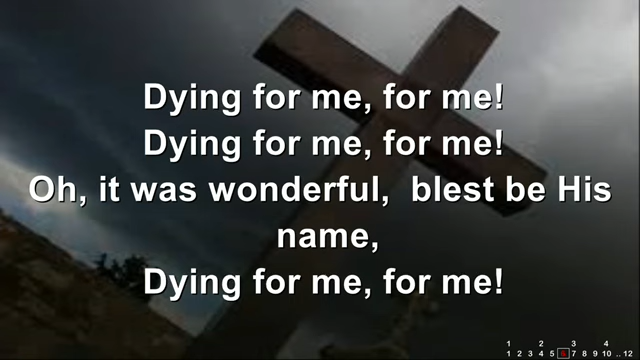 Dying for me, for me!
Dying for me, for me!
Oh, it was wonderful,  blest be His
name,
Dying for me, for me!
1 2 3 4
1 2 3 4 5 6 7 8 9 10 .. 12